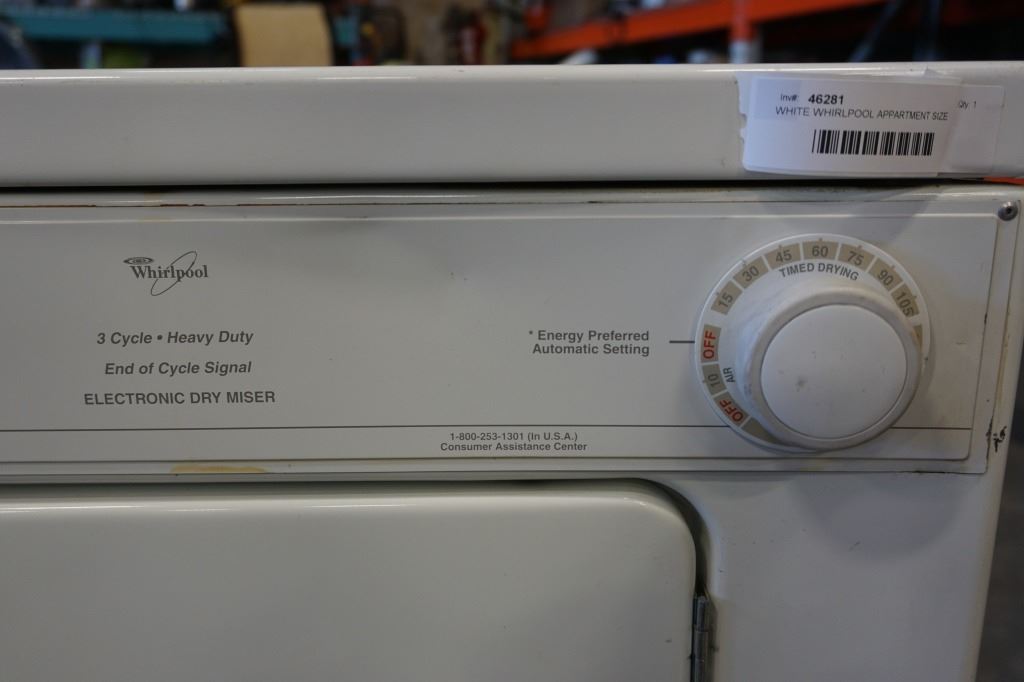 Inv#: 46281 Qty: 1
WHITE WHIRLPOOL APPARTMENT SIZE
Whirlpool
3 Cycle • Heavy Duty
End of Cycle Signal
ELECTRONIC DRY MISER
* Energy Preferred
Automatic Setting
1-800-253-1301 (In U.S.A.)
Consumer Assistance Center
OFF 10 AIR OFF 15 30 45 60 75 90 105
TIMED DRYING